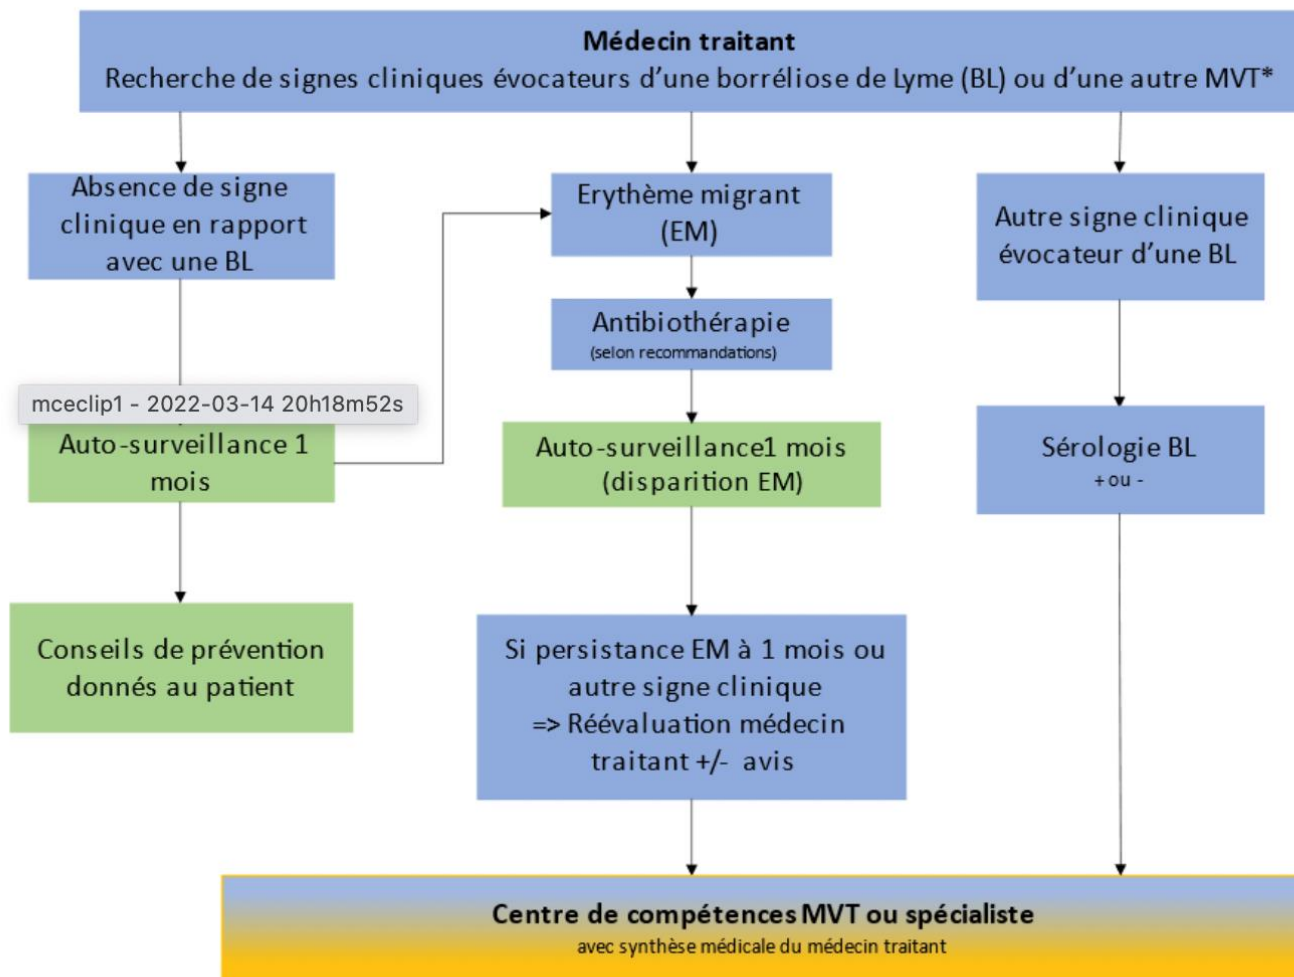 Médecin traitant
Recherche de signes cliniques évocateurs d’une borréliose de Lyme (BL) ou d’une autre MVT*
Absence de signe
clinique en rapport
avec une BL
Erythème migrant
(EM)
Autre signe clinique
évocateur d’une BL
Antibiothérapie
(selon recommandations)
mceclip1 - 2022-03-14 20h18m52s
Auto-surveillance 1
mois
Auto-surveillance1 mois
(disparition EM)
Sérologie BL
+ ou -
Conseils de prévention
donnés au patient
Si persistance EM à 1 mois ou
autre signe clinique
=> Réévaluation médecin
traitant +/- avis
Centre de compétences MVT ou spécialiste
avec synthèse médicale du médecin traitant